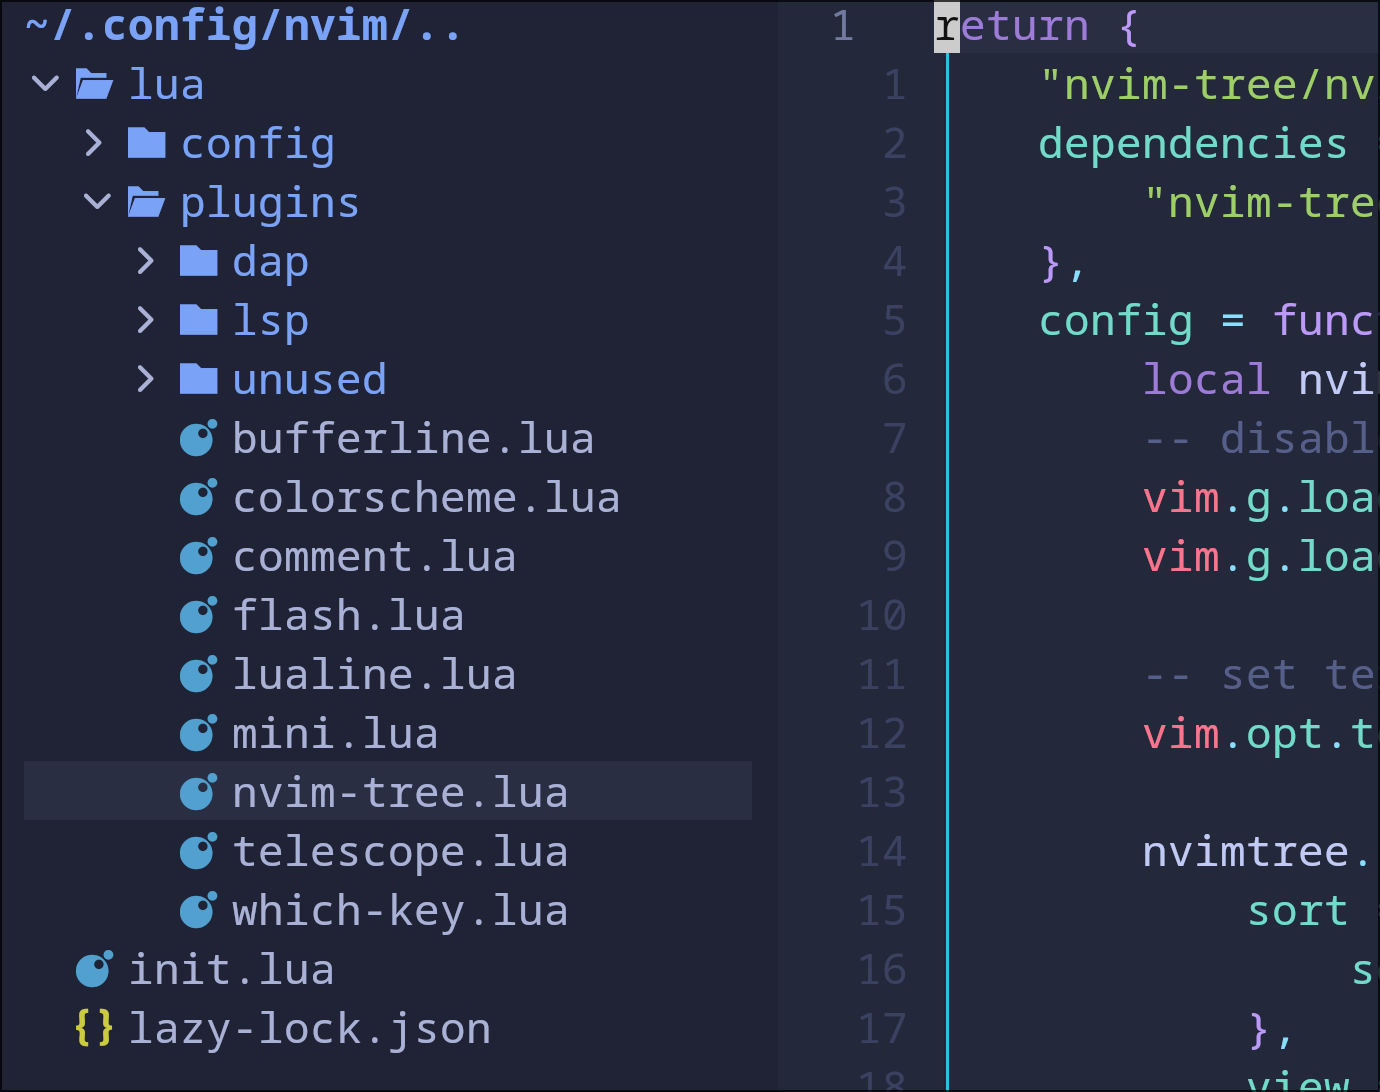 ~/.config/nvim/..
lua
config
plugins
dap
lsp
unused
bufferline.lua
colorscheme.lua
comment.lua
flash.lua
lualine.lua
mini.lua
nvim-tree.lua
telescope.lua
which-key.lua
init.lua
lazy-lock.json
1 return {
1 "nvim-tree/nv
2 dependencies
3 "nvim-tre
4 },
5 config = func
6 local nvi
7 -- disabl
8 vim.g.loa
9 vim.g.loa
10
11 -- set te
12 vim.opt.t
13
14 nvimtree.
15 sort
16 s
17 },
18 view